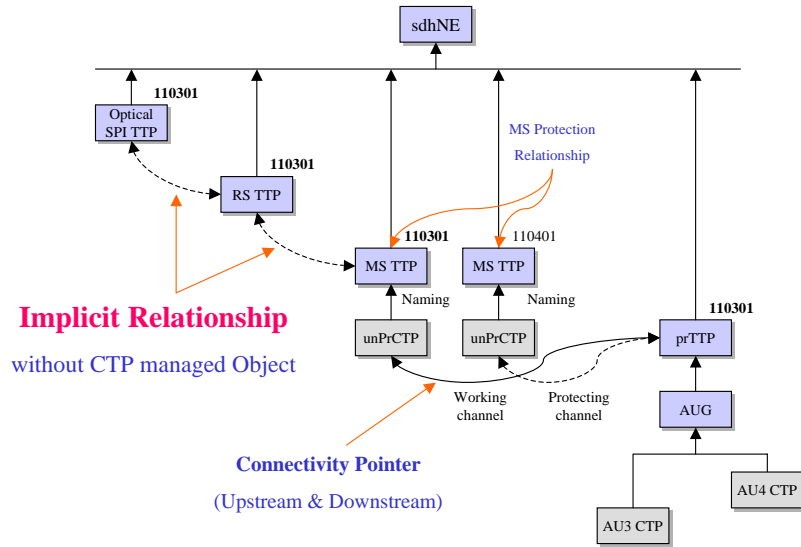 sdhNE
110301
Optical
SPI TTP
MS Protection
Relationship
110301
RS TTP
110301
110401
MS TTP
MS TTP
110301
Naming
Naming
Implicit Relationship
unPrCTP
unPrCTP
prTTP
without CTP managed Object
Working
channel
Protecting
channel
AUG
Connectivity Pointer
(Upstream & Downstream)
AU4 CTP
AU3 CTP